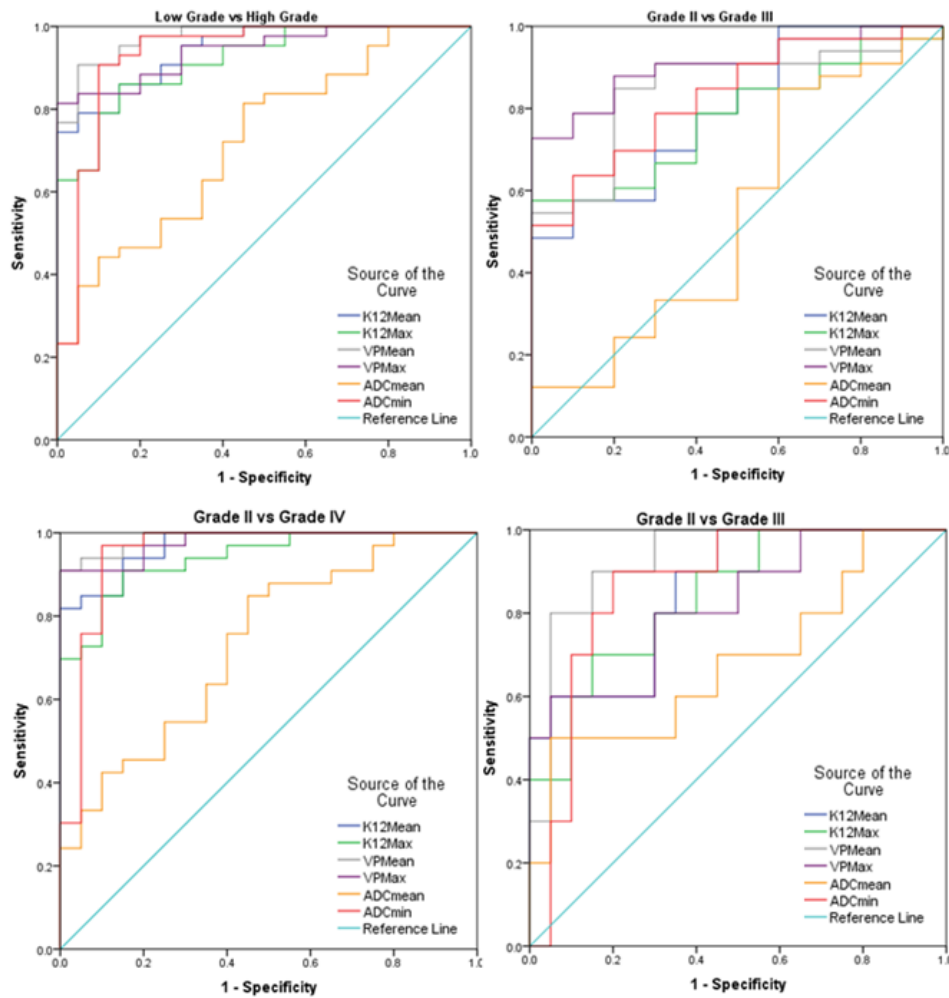 Low Grade vs High Grade
1.0
0.8
0.6
0.4
0.2
0.0
Sensitivity
Source of the
Curve
K12Mean
K12Max
VPMean
VPMax
ADCmean
ADCmin
Reference Line
0.0 0.2 0.4 0.6 0.8 1.0
1 - Specificity
Grade II vs Grade III
1.0
0.8
0.6
0.4
0.2
0.0
Sensitivity
Source of the
Curve
K12Mean
K12Max
VPMean
VPMax
ADCmean
ADCmin
Reference Line
0.0 0.2 0.4 0.6 0.8 1.0
1 - Specificity
Grade II vs Grade IV
1.0
0.8
0.6
0.4
0.2
0.0
Sensitivity
Source of the
Curve
K12Mean
K12Max
VPMean
VPMax
ADCmean
ADCmin
Reference Line
0.0 0.2 0.4 0.6 0.8 1.0
1 - Specificity
Grade II vs Grade III
1.0
0.8
0.6
0.4
0.2
0.0
Sensitivity
Source of the
Curve
K12Mean
K12Max
VPMean
VPMax
ADCmean
ADCmin
Reference Line
0.0 0.2 0.4 0.6 0.8 1.0
1 - Specificity